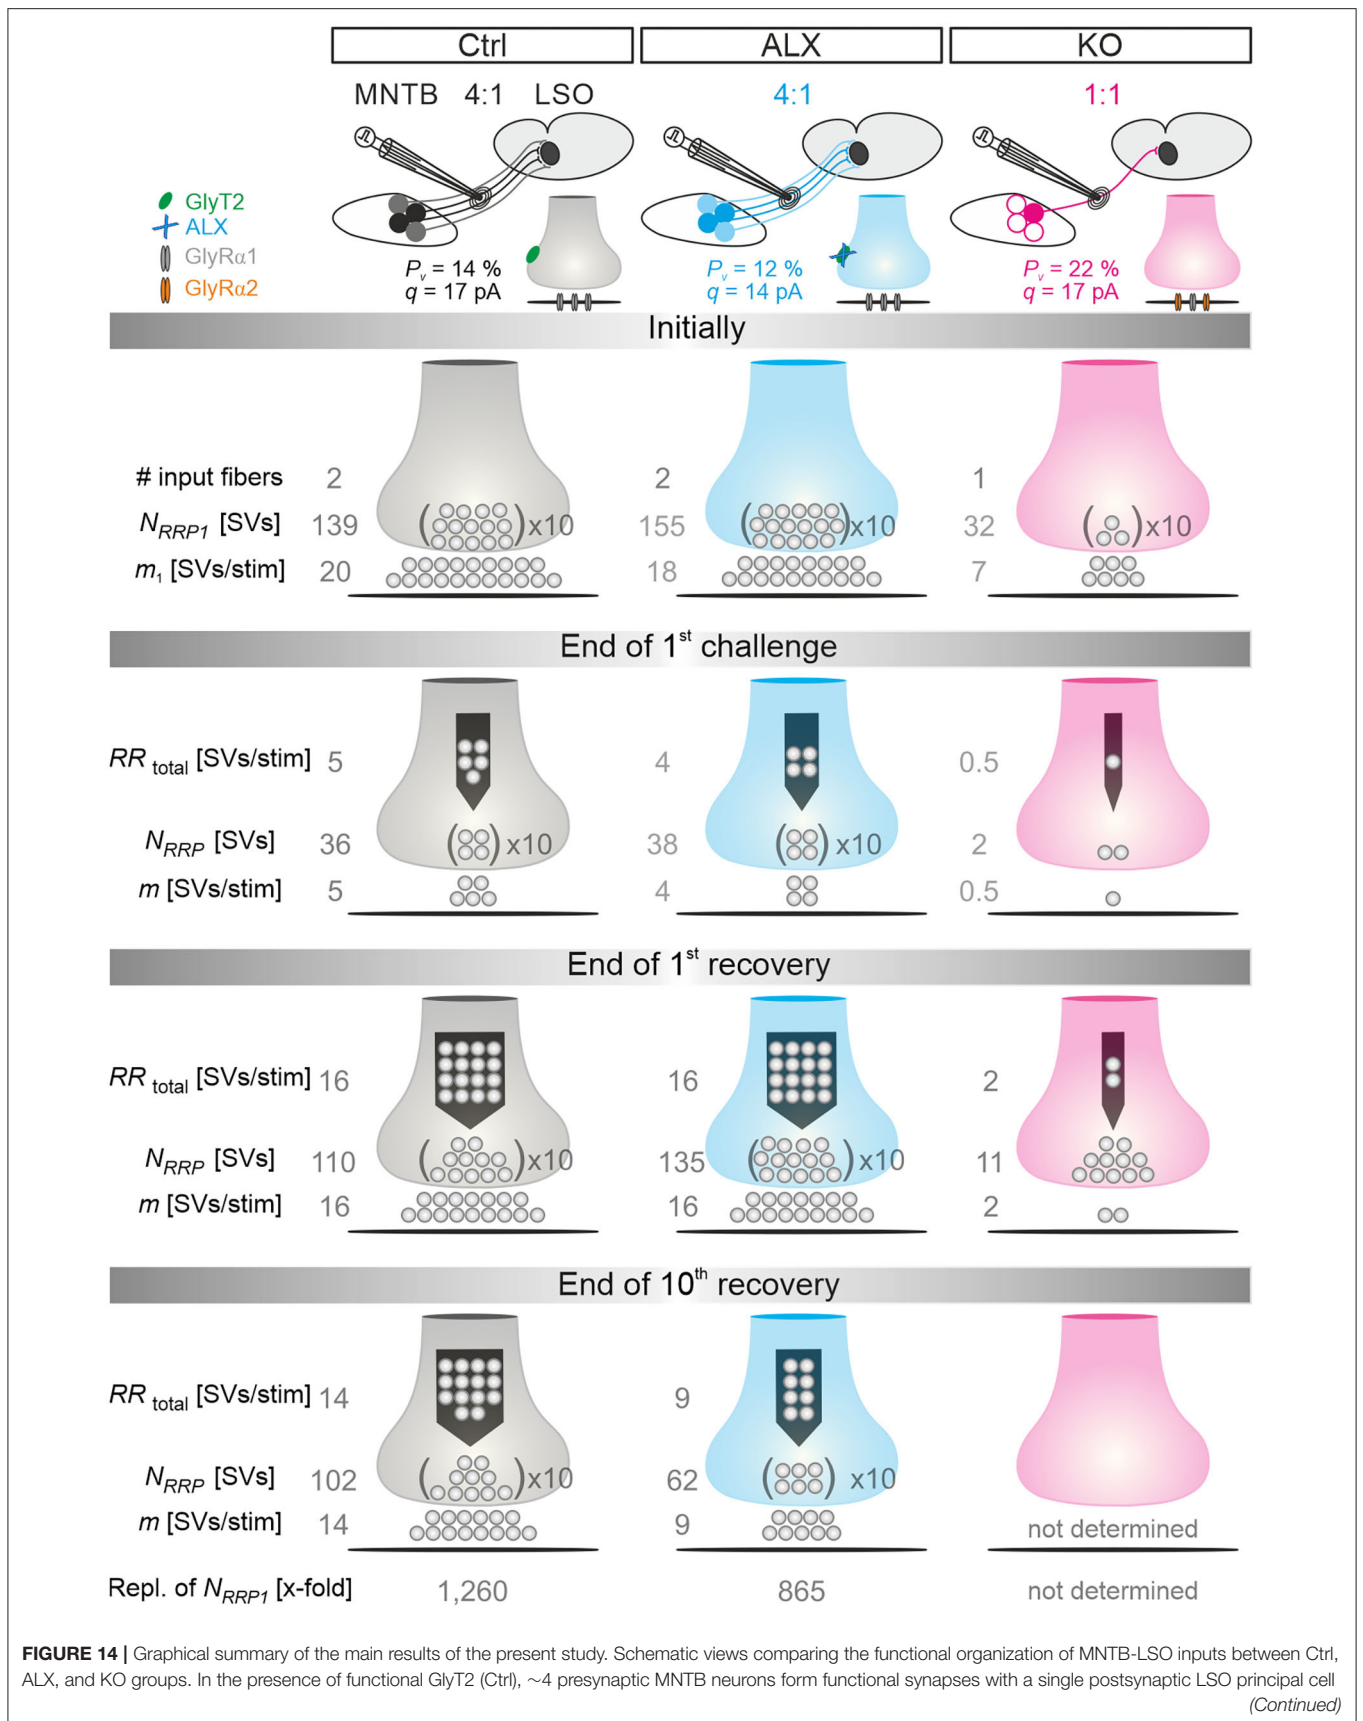 Ctrl ALX KO
MNTB 4:1 LSO 4:1 1:1
GlyT2
ALX
GlyRα1
GlyRα2
Pv = 14 % Pv = 12 % Pv = 22 %
q = 17 pA q = 14 pA q = 17 pA
Initially
# input fibers 2 2 1
NRRP1 [SVs] 139 ( )x10 155 ( )x10 32 ( )x10
m1 [SVs/stim] 20 18 7
End of 1st challenge
RR total [SVs/stim] 5 4 0.5
NRRP [SVs] 36 ( )x10 38 ( )x10 2
m [SVs/stim] 5 4 0.5
End of 1st recovery
RR total [SVs/stim] 16 16 2
NRRP [SVs] 110 ( )x10 135 ( )x10 11
m [SVs/stim] 16 16 2
End of 10th recovery
RR total [SVs/stim] 14 9
NRRP [SVs] 102 ( )x10 62 ( )x10
m [SVs/stim] 14 9 not determined
Repl. of NRRP1 [x-fold] 1,260 865 not determined
FIGURE 14 | Graphical summary of the main results of the present study. Schematic views comparing the functional organization of MNTB-LSO inputs between Ctrl,
ALX, and KO groups. In the presence of functional GlyT2 (Ctrl), ∼4 presynaptic MNTB neurons form functional synapses with a single postsynaptic LSO principal cell
(Continued)